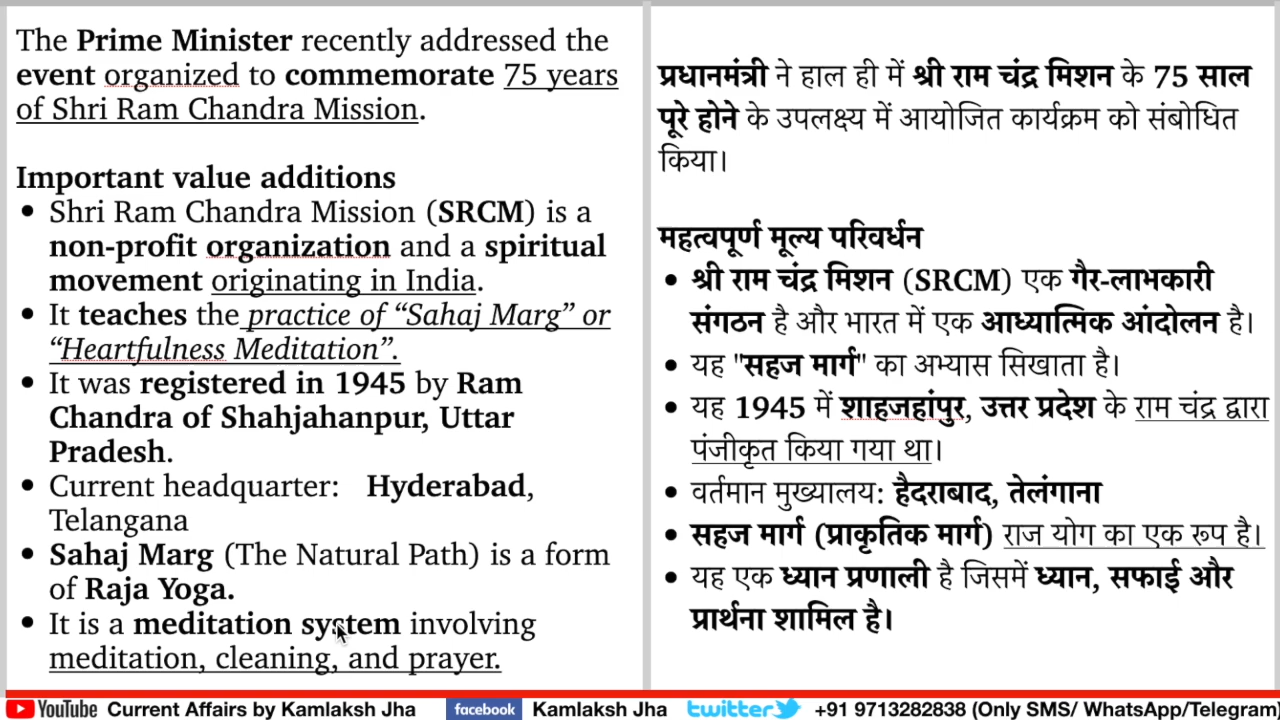 The Prime Minister recently addressed the
event organized to commemorate 75 years
of Shri Ram Chandra Mission.
Important value additions
• Shri Ram Chandra Mission (SRCM) is a
non-profit organization and a spiritual
movement originating in India.
• It teaches the practice of “Sahaj Marg” or
“Heartfulness Meditation”.
• It was registered in 1945 by Ram
Chandra of Shahjahanpur, Uttar
Pradesh.
• Current headquarter: Hyderabad,
Telangana
• Sahaj Marg (The Natural Path) is a form
of Raja Yoga.
• It is a meditation system involving
meditation, cleaning, and prayer.
प्रधानमंत्री ने हाल ही में श्री राम चंद्र मिशन के 75 साल
पूरे होने के उपलक्ष्य में आयोजित कार्यक्रम को संबोधित
किया।
महत्वपूर्ण मूल्य परिवर्धन
• श्री राम चंद्र मिशन (SRCM) एक गैर-लाभकारी
संगठन है और भारत में एक आध्यात्मिक आंदोलन है।
• यह "सहज मार्ग" का अभ्यास सिखाता है।
• यह 1945 में शाहजहांपुर, उत्तर प्रदेश के राम चंद्र द्वारा
पंजीकृत किया गया था।
• वर्तमान मुख्यालय: हैदराबाद, तेलंगाना
• सहज मार्ग (प्राकृतिक मार्ग) राज योग का एक रूप है।
• यह एक ध्यान प्रणाली है जिसमें ध्यान, सफाई और
प्रार्थना शामिल है।
YouTube Current Affairs by Kamlaksh Jha facebook Kamlaksh Jha twitter +91 9713282838 (Only SMS/ WhatsApp/Telegram)